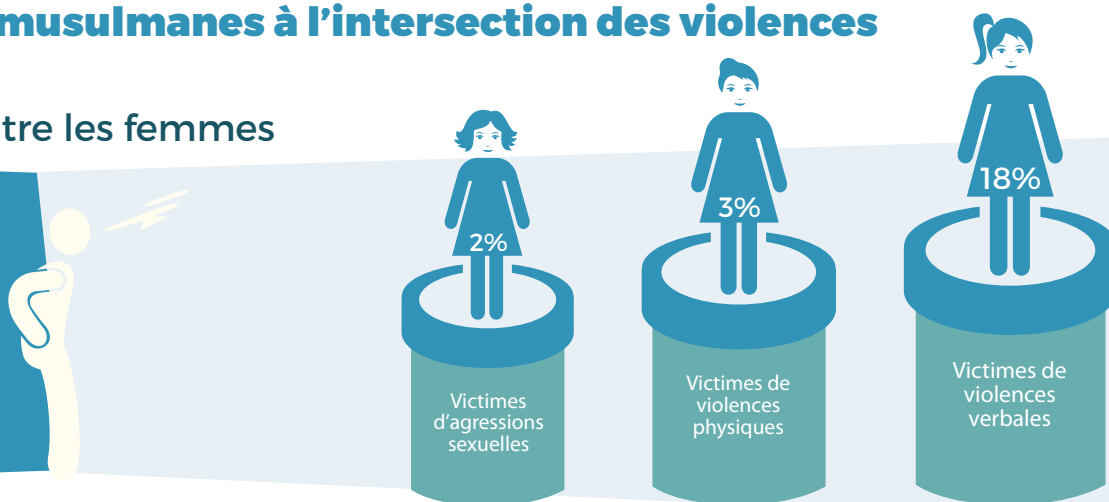 musulmanes à l'intersection des violences
tre les femmes
2%
3%
18%
Victimes
d'agressions
sexuelles
Victimes de
violences
physiques
Victimes de
violences
verbales